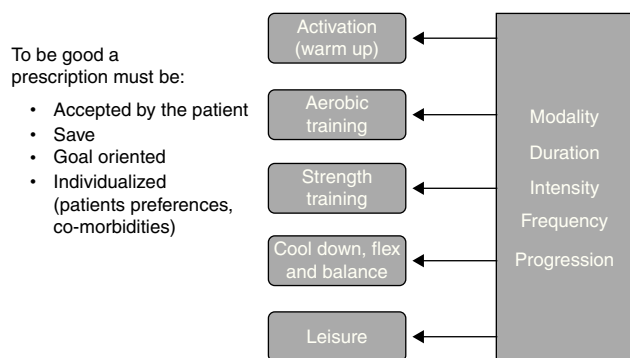 To be good a
prescription must be:
• Accepted by the patient
• Save
• Goal oriented
• Individualized
(patients preferences,
co-morbidities)
Activation
(warm up)
Aerobic
training
Strength
training
Cool down, flex
and balance
Leisure
Modality
Duration
Intensity
Frequency
Progression